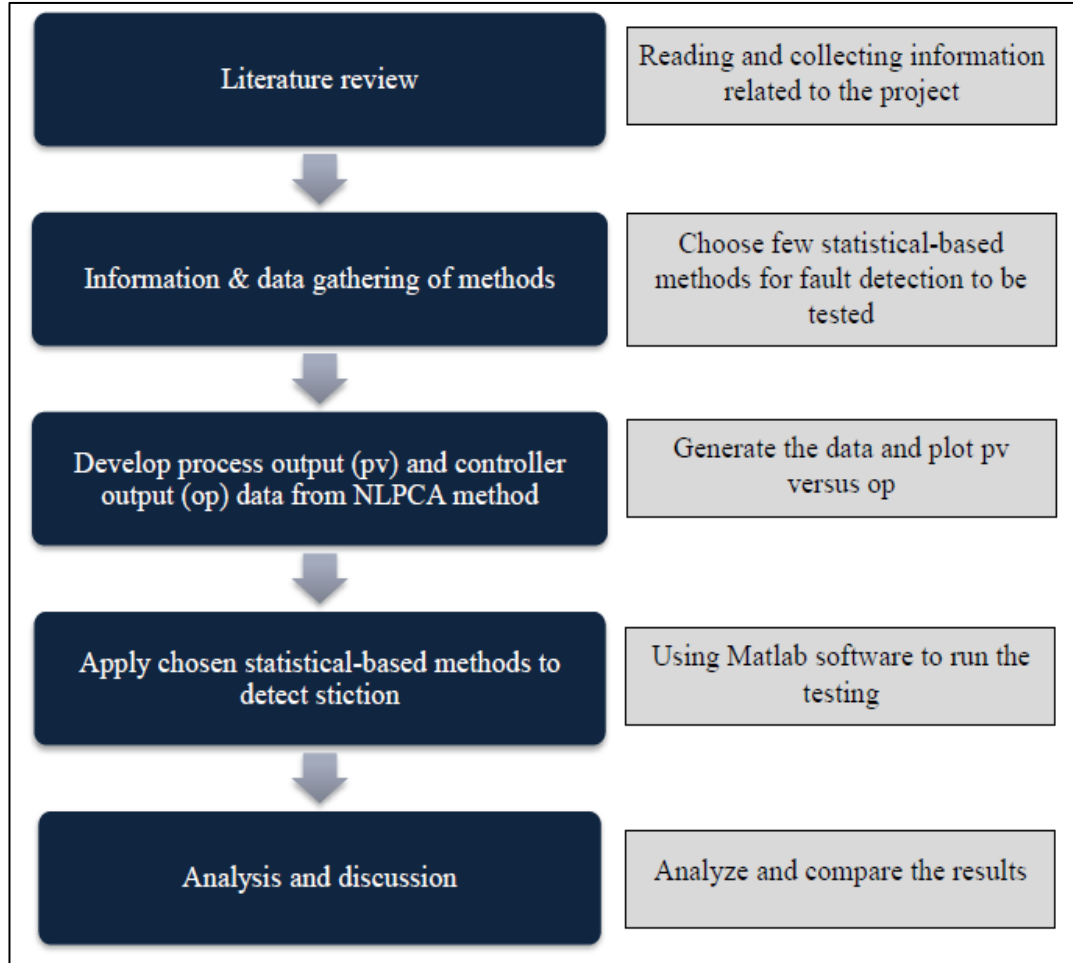 Literature review
Reading and collecting information
related to the project
Information & data gathering of methods
Choose few statistical-based
methods for fault detection to be
tested
Develop process output (pv) and controller
output (op) data from NLPCA method
Generate the data and plot pv
versus op
Apply chosen statistical-based methods to
detect stiction
Using Matlab software to run the
testing
Analysis and discussion
Analyze and compare the results